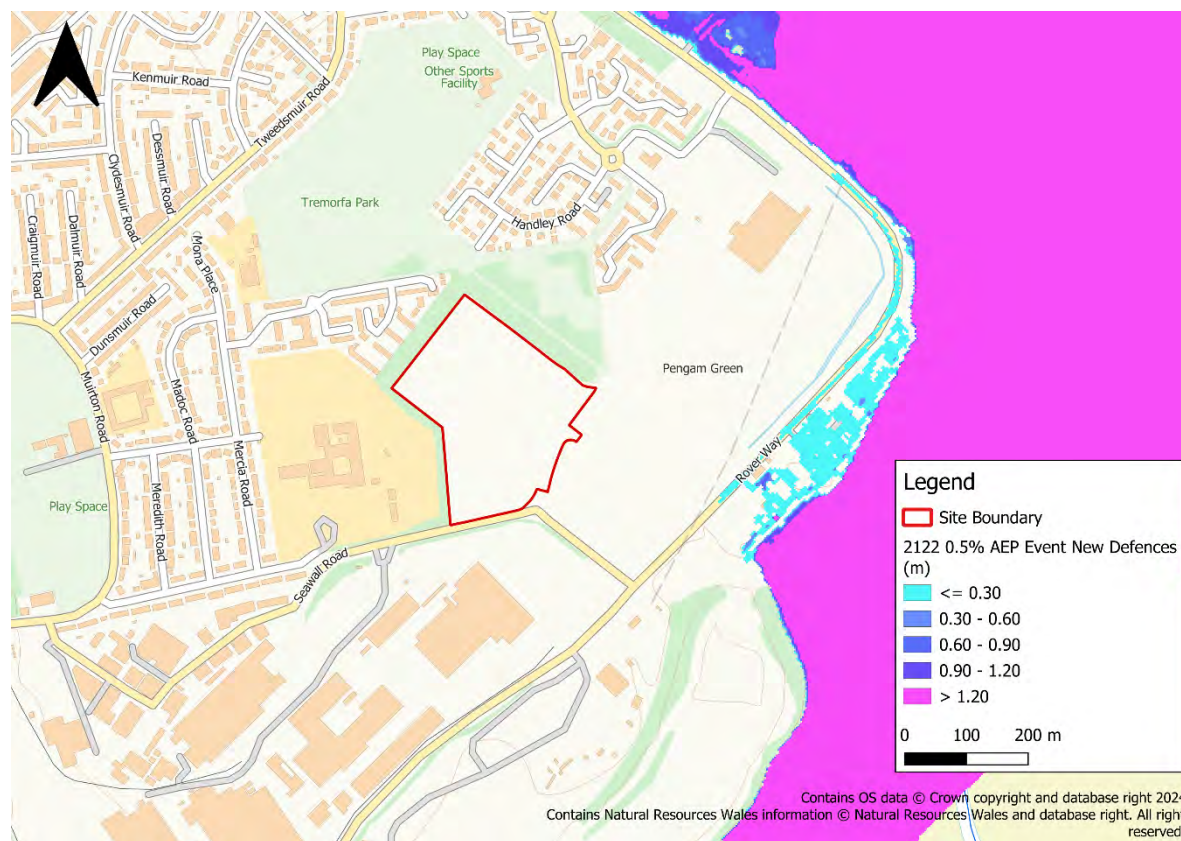 Kenmuir Road
Play Space
Other Sports
Facility
Tweedsmuir Road
Dessmuir Road
Clydesmuir Road
Dalmuir Road
Craigmuir Road
Tremorfa Park
Handley Road
Mona Place
Dunsmuir Road
Pengam Green
Muirton Road
Madoc Road
Mercia Road
Rover Way
Meredith Road
Play Space
Seawall Road
Legend
Site Boundary
2122 0.5% AEP Event New Defences
(m)
<= 0.30
0.30 - 0.60
0.60 - 0.90
0.90 - 1.20
> 1.20
0 100 200 m
Contains OS data © Crown copyright and database right 2024
Contains Natural Resources Wales information © Natural Resources Wales and database right. All right
reserved